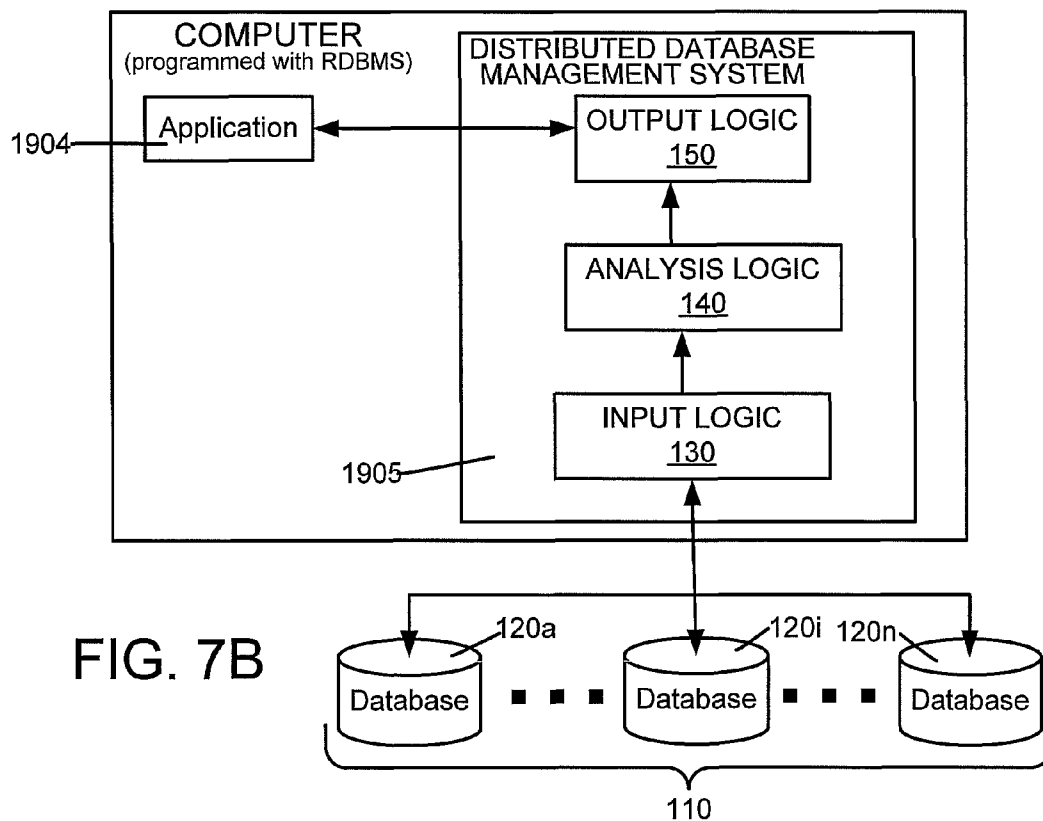 COMPUTER
(programmed with RDBMS)
DISTRIBUTED DATABASE
MANAGEMENT SYSTEM
1904
Application
OUTPUT LOGIC
150
ANALYSIS LOGIC
140
INPUT LOGIC
130
1905
FIG. 7B
120a
120i
120n
Database
Database
Database
110